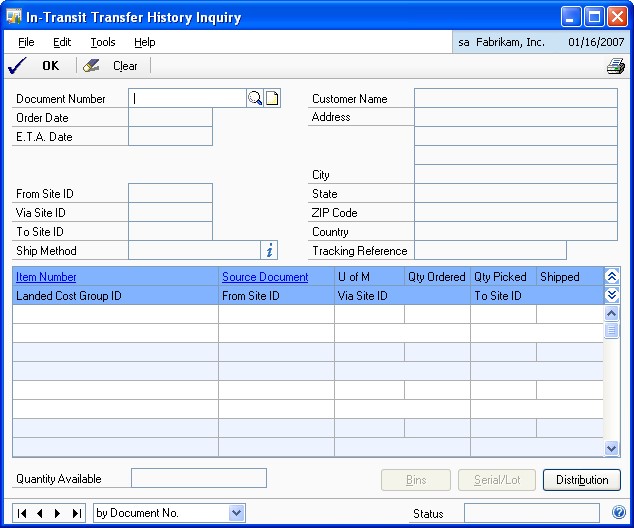 In-Transit Transfer History Inquiry
File Edit Tools Help sa Fabrikam, Inc. 01/16/2007
OK Clear
Document Number Customer Name
Order Date Address
E.T.A. Date
City
From Site ID State
Via Site ID ZIP Code
To Site ID Country
Ship Method Tracking Reference
Item Number Source Document U of M Qty Ordered Qty Picked Shipped
Landed Cost Group ID From Site ID Via Site ID To Site ID
Quantity Available Bins Serial/Lot Distribution
by Document No. Status